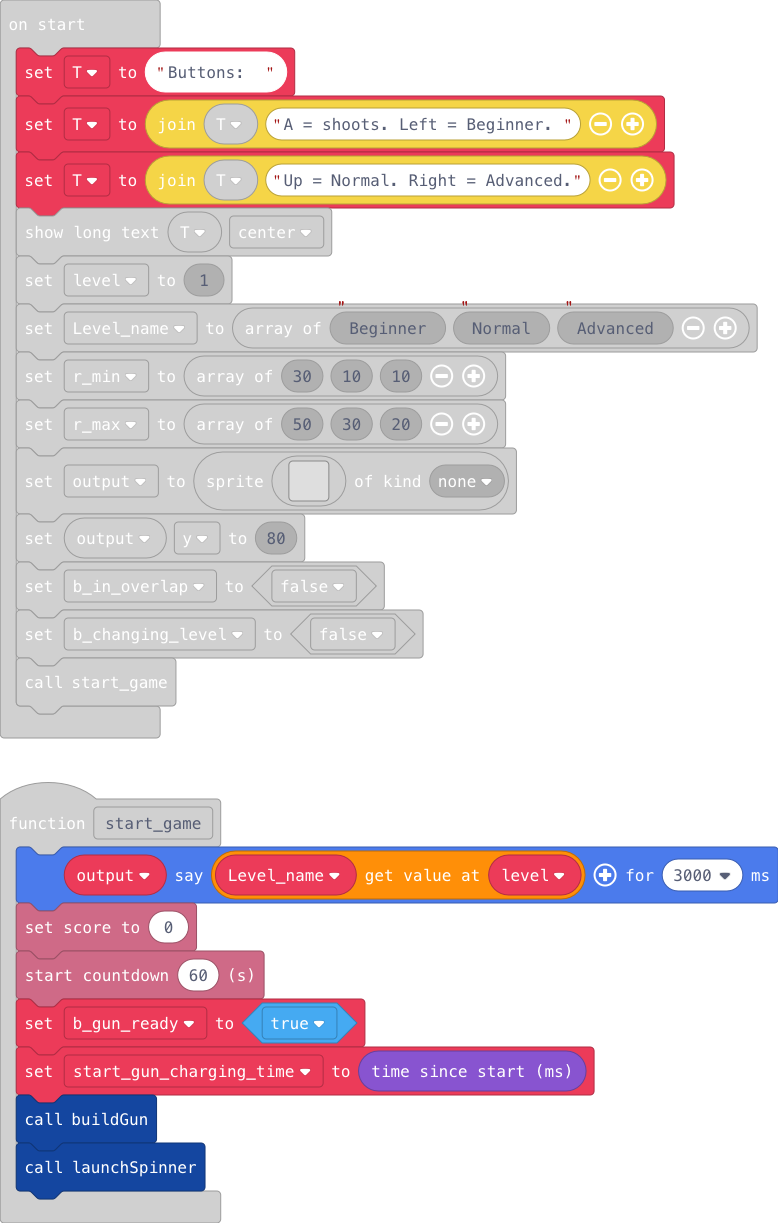 on start
set T to "Buttons:  "
set T to join T "A = shoots. Left = Beginner. "
set T to join T "Up = Normal. Right = Advanced."
show long text T center
set level to 1
set Level_name to array of "Beginner "Normal "Advanced
set r_min to array of 30 10 10
set r_max to array of 50 30 20
set output to sprite of kind none
set output y to 80
set b_in_overlap to false
set b_changing_level to false
call start_game
function start_game
output say Level_name get value at level for 3000 ms
set score to 0
start countdown 60 (s)
set b_gun_ready to true
set start_gun_charging_time to time since start (ms)
call buildGun
call launchSpinner